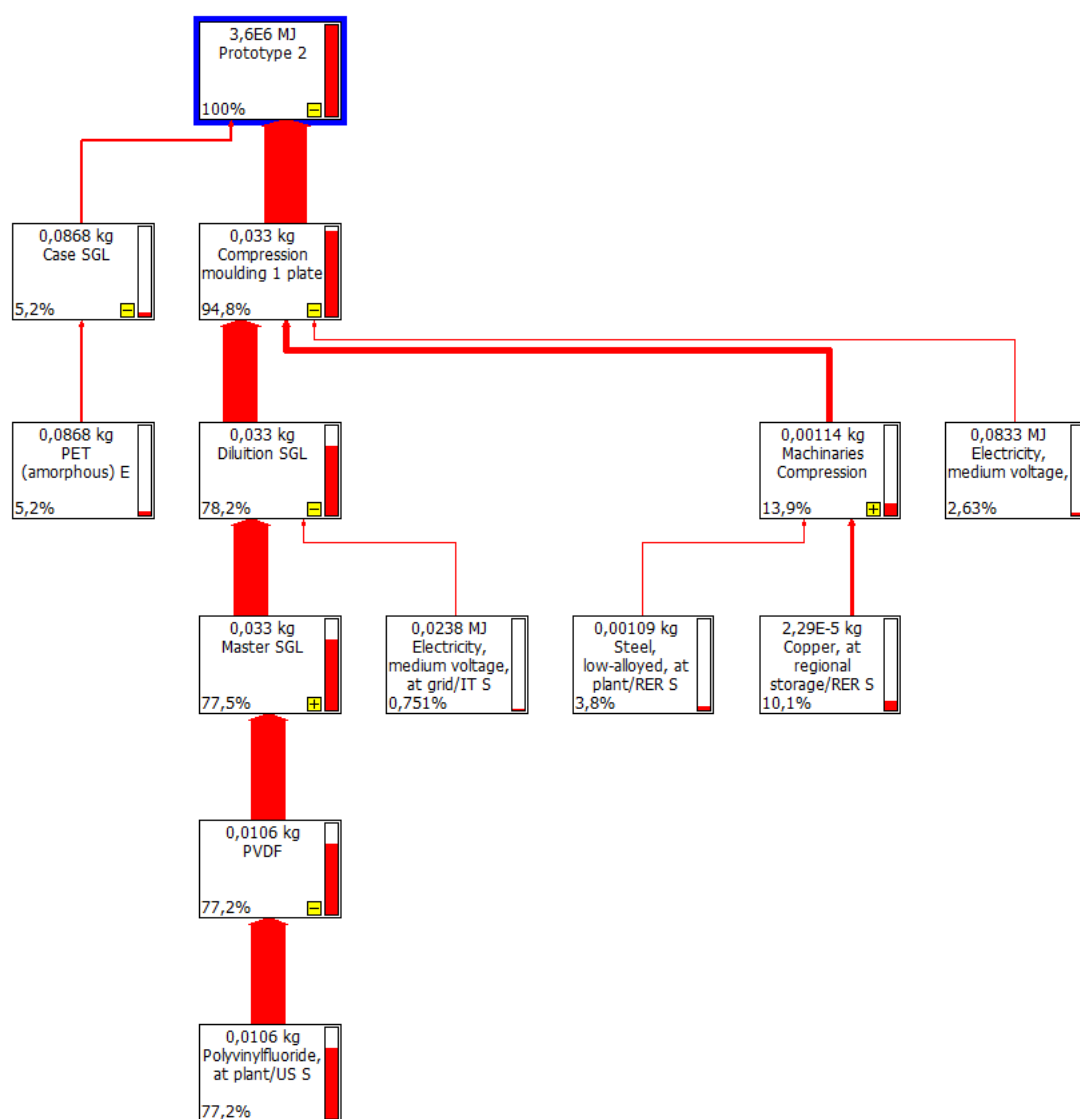 3,6E6 MJ
Prototype 2
100%
0,0868 kg
Case SGL
5,2%
0,033 kg
Compression
moulding 1 plate
94,8%
0,0868 kg
PET
(amorphous) E
5,2%
0,033 kg
Diluition SGL
78,2%
0,00114 kg
Machinaries
Compression
13,9%
0,0833 MJ
Electricity,
medium voltage,
2,63%
0,033 kg
Master SGL
77,5%
0,0238 MJ
Electricity,
medium voltage,
at grid/IT S
0,751%
0,00109 kg
Steel,
low-alloyed, at
plant/RER S
3,8%
2,29E-5 kg
Copper, at
regional
storage/RER S
10,1%
0,0106 kg
PVDF
77,2%
0,0106 kg
Polyvinylfluoride,
at plant/US S
77,2%